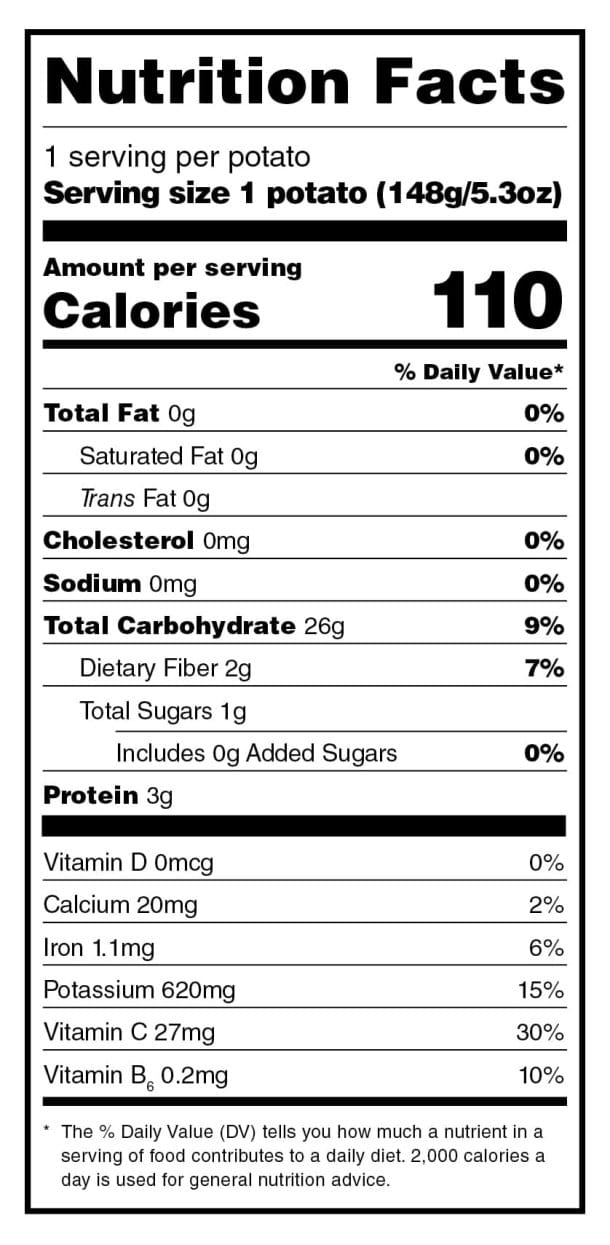 Nutrition Facts
1 serving per potato
Serving size 1 potato (148g/5.3oz)
Amount per serving
Calories 110
% Daily Value*
Total Fat 0g 0%
Saturated Fat 0g 0%
Trans Fat 0g
Cholesterol 0mg 0%
Sodium 0mg 0%
Total Carbohydrate 26g 9%
Dietary Fiber 2g 7%
Total Sugars 1g
Includes 0g Added Sugars 0%
Protein 3g
Vitamin D 0mcg 0%
Calcium 20mg 2%
Iron 1.1mg 6%
Potassium 620mg 15%
Vitamin C 27mg 30%
Vitamin B₆ 0.2mg 10%
* The % Daily Value (DV) tells you how much a nutrient in a
serving of food contributes to a daily diet. 2,000 calories a
day is used for general nutrition advice.